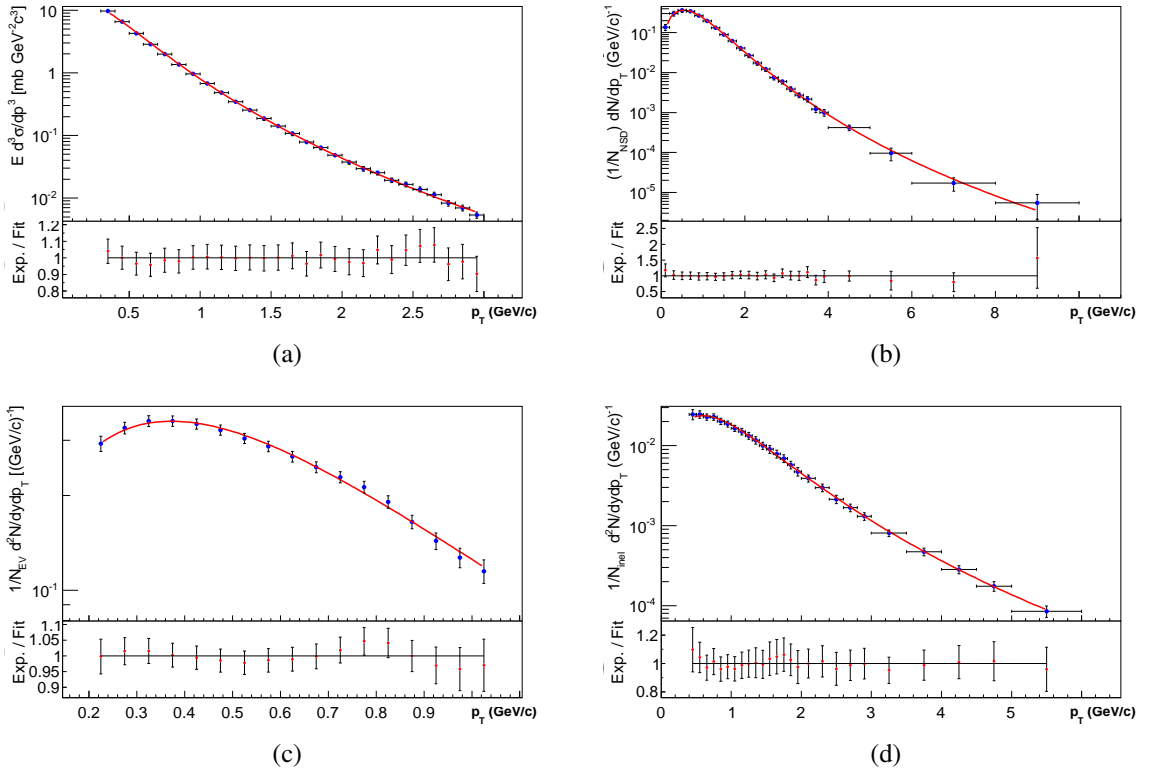 E d³σ/dp³ [mb GeV⁻²c³]
10
1
10⁻¹
10⁻²
Exp. / Fit
1.2
1.1
1.0
0.9
0.8
0.5 1 1.5 2 2.5
p_T (GeV/c)
(a)
(1/N_NSD) dN/dp_T (GeV/c)⁻¹
10⁻¹
10⁻²
10⁻³
10⁻⁴
10⁻⁵
Exp. / Fit
2.5
1.5
1
0.5
0 2 4 6 8
p_T (GeV/c)
(b)
1/N_EV d²N/dydp_T [(GeV/c)⁻¹]
10⁻¹
Exp. / Fit
1.1
1.05
1
0.95
0.9
0.2 0.3 0.4 0.5 0.6 0.7 0.8 0.9
p_T (GeV/c)
(c)
1/N_inel d²N/dydp_T (GeV/c)⁻¹
10⁻²
10⁻³
10⁻⁴
Exp. / Fit
1.2
1
0.8
0 1 2 3 4 5
p_T (GeV/c)
(d)